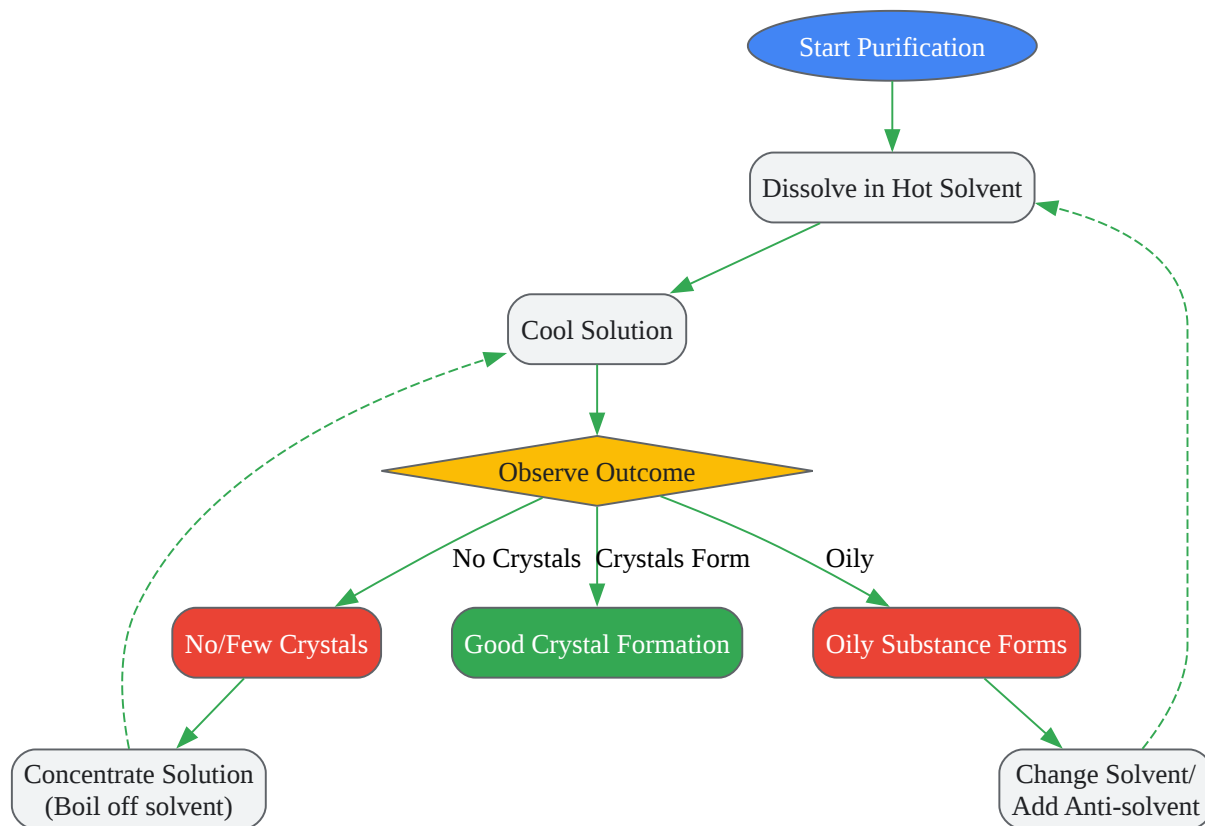 Start Purification
Dissolve in Hot Solvent
Cool Solution
Observe Outcome
No Crystals
Crystals Form
Oily
No/Few Crystals
Good Crystal Formation
Oily Substance Forms
Concentrate Solution
(Boil off solvent)
Change Solvent/
Add Anti-solvent